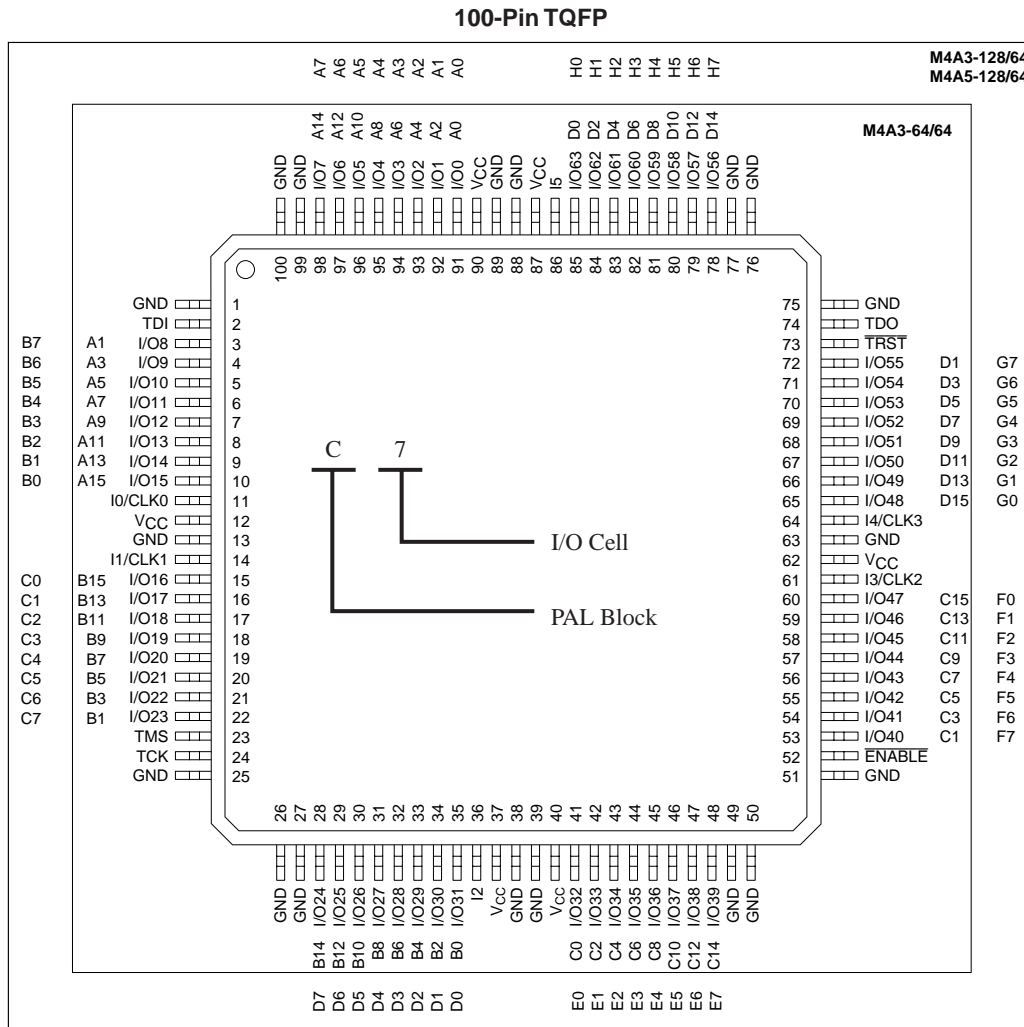 100-Pin TQFP
M4A3-128/64
M4A5-128/64
A7 A6 A5 A4 A3 A2 A1 A0 H0 H1 H2 H3 H4 H5 H6 H7
M4A3-64/64
A14 A12 A10 A8 A6 A4 A2 A0 D0 D2 D4 D6 D8 D10 D12 D14
GND GND I/O7 I/O6 I/O5 I/O4 I/O3 I/O2 I/O1 I/O0 VCC GND GND VCC I5 I/O63 I/O62 I/O61 I/O60 I/O59 I/O58 I/O57 I/O56 GND GND
100 99 98 97 96 95 94 93 92 91 90 89 88 87 86 85 84 83 82 81 80 79 78 77 76
GND 1 75 GND
TDI 2 74 TDO
B7 A1 I/O8 3 73 TRST
B6 A3 I/O9 4 72 I/O55 D1 G7
B5 A5 I/O10 5 71 I/O54 D3 G6
B4 A7 I/O11 6 70 I/O53 D5 G5
B3 A9 I/O12 7 69 I/O52 D7 G4
B2 A11 I/O13 8 68 I/O51 D9 G3
B1 A13 I/O14 9 67 I/O50 D11 G2
B0 A15 I/O15 10 66 I/O49 D13 G1
I0/CLK0 11 65 I/O48 D15 G0
VCC 12 64 I4/CLK3
GND 13 63 GND
I1/CLK1 14 62 VCC
C0 B15 I/O16 15 61 I3/CLK2
C1 B13 I/O17 16 60 I/O47 C15 F0
C2 B11 I/O18 17 59 I/O46 C13 F1
C3 B9 I/O19 18 58 I/O45 C11 F2
C4 B7 I/O20 19 57 I/O44 C9 F3
C5 B5 I/O21 20 56 I/O43 C7 F4
C6 B3 I/O22 21 55 I/O42 C5 F5
C7 B1 I/O23 22 54 I/O41 C3 F6
TMS 23 53 I/O40 C1 F7
TCK 24 52 ENABLE
GND 25 51 GND
C 7
I/O Cell
PAL Block
26 27 28 29 30 31 32 33 34 35 36 37 38 39 40 41 42 43 44 45 46 47 48 49 50
GND GND I/O24 I/O25 I/O26 I/O27 I/O28 I/O29 I/O30 I/O31 I2 VCC GND GND VCC I/O32 I/O33 I/O34 I/O35 I/O36 I/O37 I/O38 I/O39 GND GND
B14 B12 B10 B8 B6 B4 B2 B0 C0 C2 C4 C6 C8 C10 C12 C14
D7 D6 D5 D4 D3 D2 D1 D0 E0 E1 E2 E3 E4 E5 E6 E7